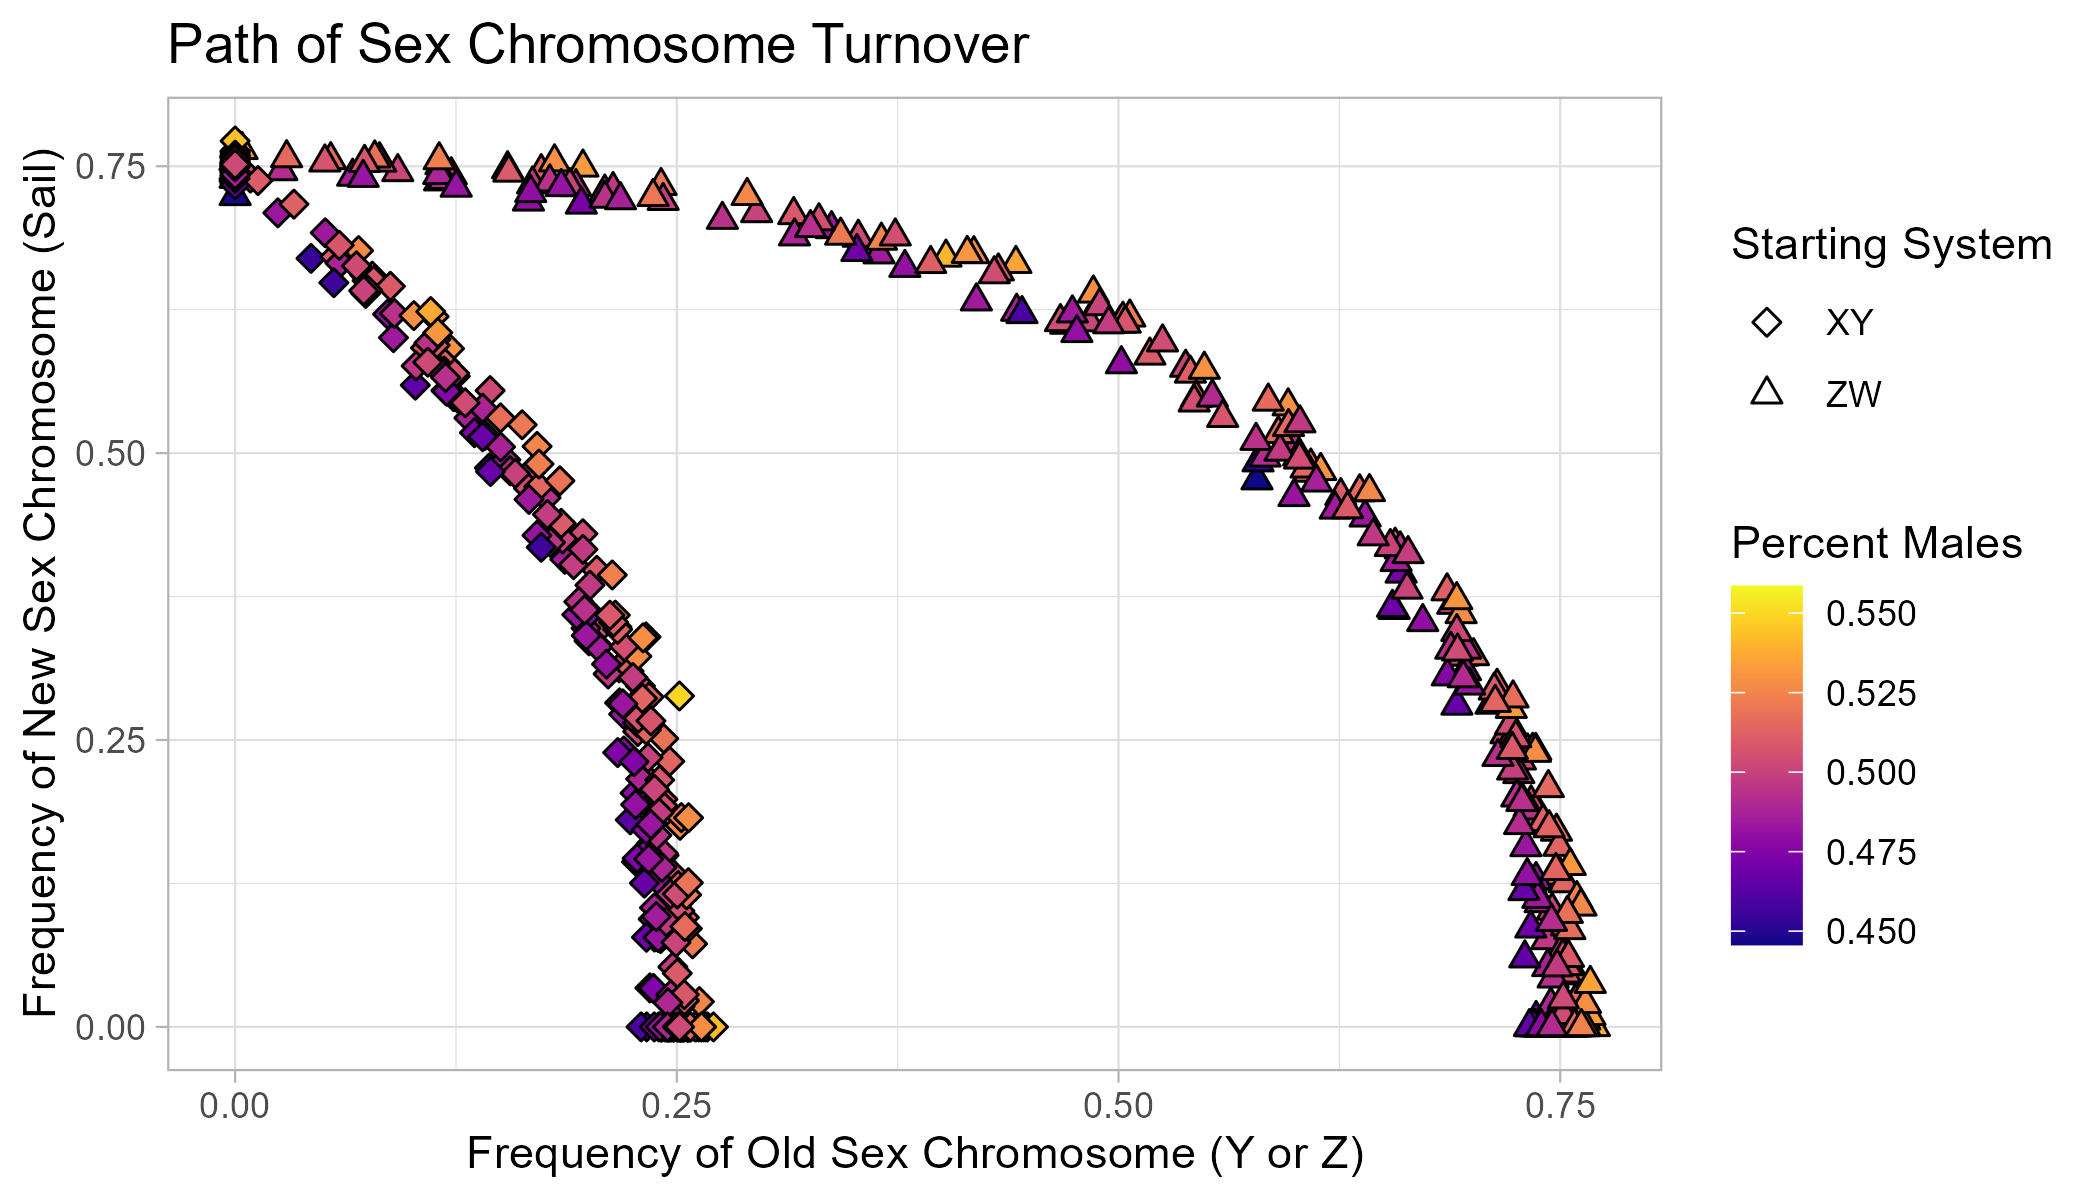 Path of Sex Chromosome Turnover
Frequency of New Sex Chromosome (Sail)
0.75
0.50
0.25
0.00
0.00 0.25 0.50 0.75
Frequency of Old Sex Chromosome (Y or Z)
Starting System
XY
ZW
Percent Males
0.550
0.525
0.500
0.475
0.450